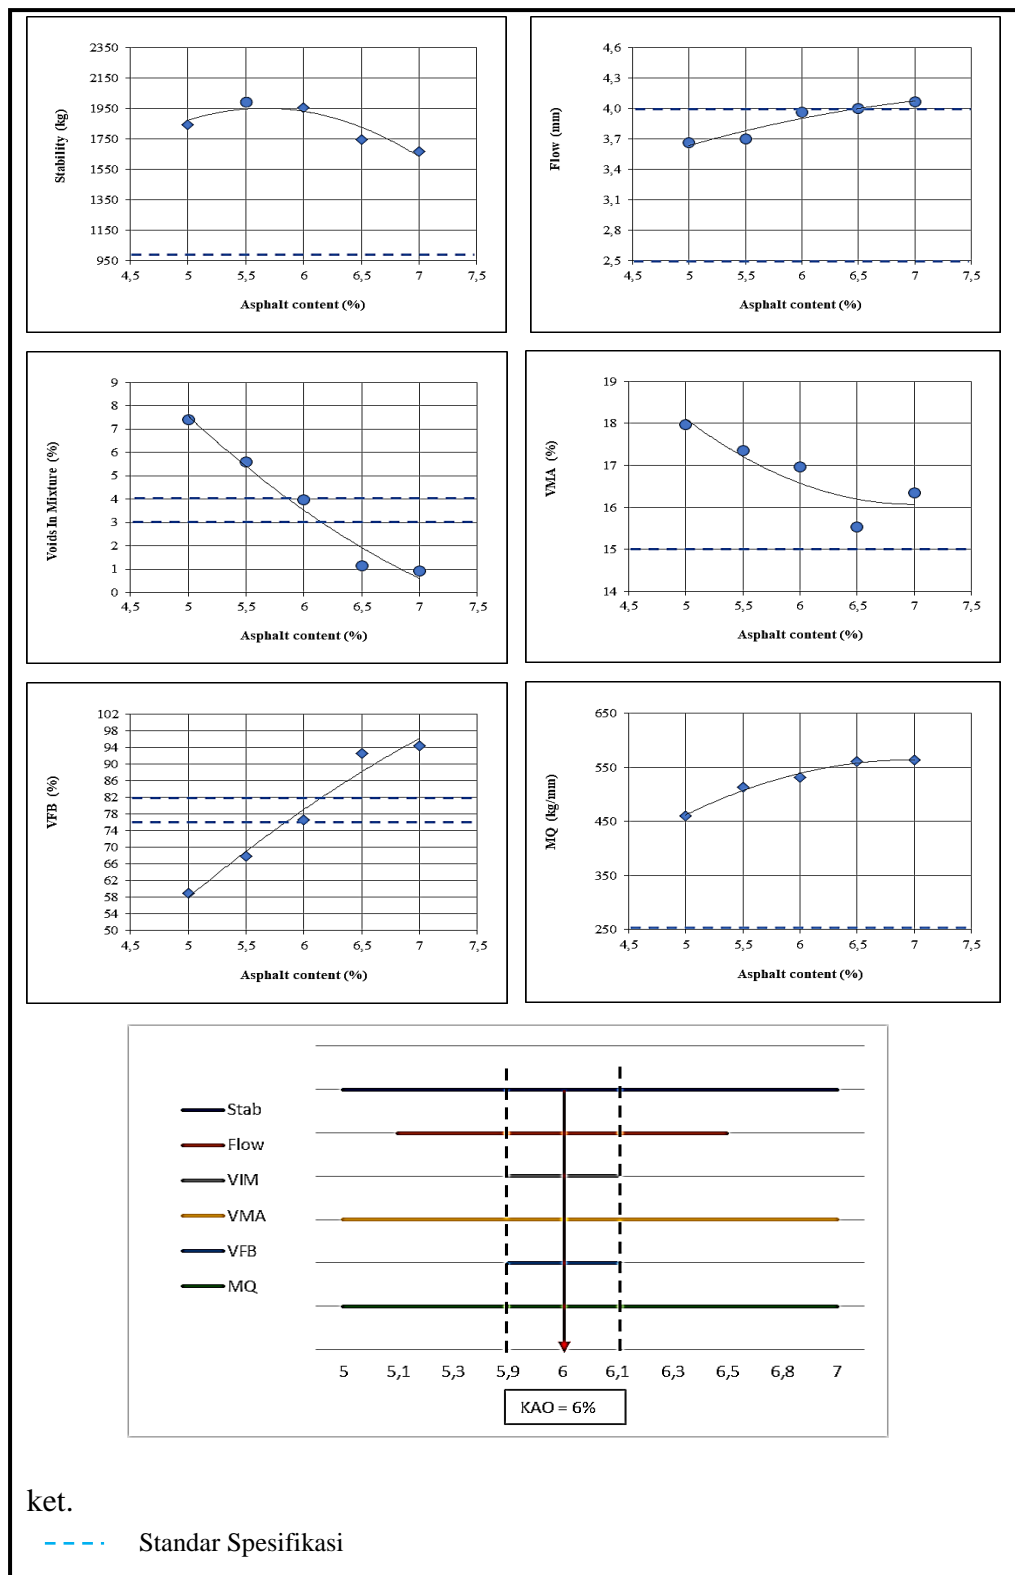 Stability (kg)
2350
2150
1950
1750
1550
1350
1150
950
4,5 5 5,5 6 6,5 7 7,5
Asphalt content (%)
Flow (mm)
4,6
4,3
4,0
3,7
3,4
3,1
2,8
2,5
4,5 5 5,5 6 6,5 7 7,5
Asphalt content (%)
Voids In Mixture (%)
9
8
7
6
5
4
3
2
1
0
4,5 5 5,5 6 6,5 7 7,5
Asphalt content (%)
VMA (%)
19
18
17
16
15
14
4,5 5 5,5 6 6,5 7 7,5
Asphalt content (%)
VFB (%)
102
98
94
90
86
82
78
74
70
66
62
58
54
50
4,5 5 5,5 6 6,5 7 7,5
Asphalt content (%)
MQ (kg/mm)
650
550
450
350
250
4,5 5 5,5 6 6,5 7 7,5
Asphalt content (%)
Stab
Flow
VIM
VMA
VFB
MQ
5 5,1 5,3 5,9 6 6,1 6,3 6,5 6,8 7
KAO = 6%
ket.
Standar Spesifikasi